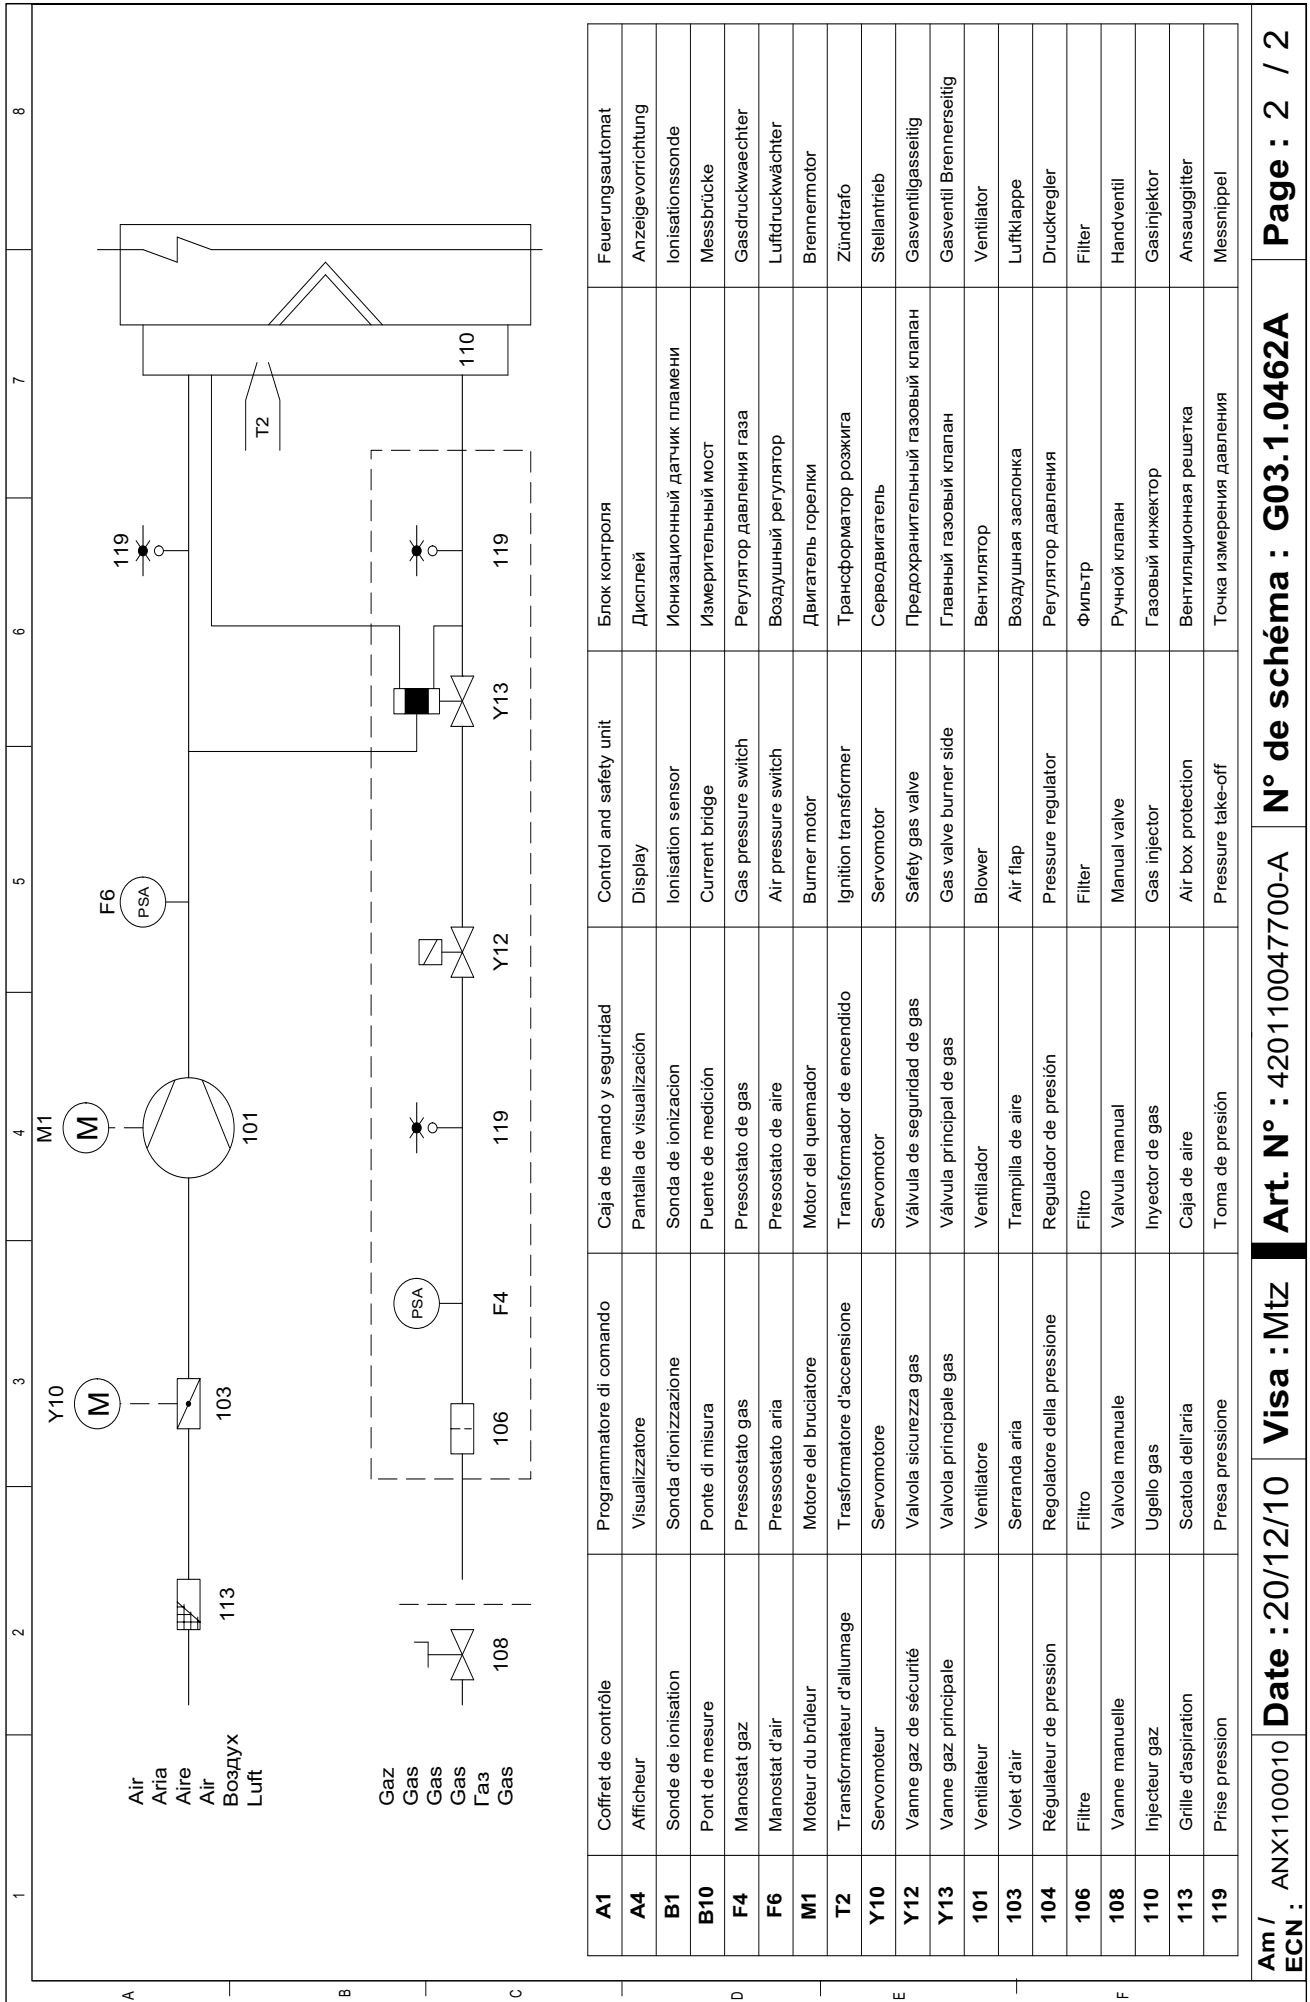 1 2 3 4 5 6 7 8
A
B
C
D
E
F
Air
Aria
Aire
Air
Воздух
Luft
113
Y10
M
103
M1
M
101
F6
PSA
119
T2
110
Gaz
Gas
Gas
Gas
Газ
Gas
108
106
PSA
F4
119
Y12
Y13
119
A1 Coffret de contrôle Programmatore di comando Caja de mando y seguridad Control and safety unit Блок контроля Feuerungsautomat
A4 Afficheur Visualizzatore Pantalla de visualización Display Дисплей Anzeigevorrichtung
B1 Sonde de ionisation Sonda d'ionizzazione Sonda de ionizacion Ionisation sensor Ионизационный датчик пламени Ionisationssonde
B10 Pont de mesure Ponte di misura Puente de medición Current bridge Измерительный мост Messbrücke
F4 Manostat gaz Pressostato gas Presostato de gas Gas pressure switch Регулятор давления газа Gasdruckwaechter
F6 Manostat d'air Pressostato aria Presostato de aire Air pressure switch Воздушный регулятор Luftdruckwächter
M1 Moteur du brûleur Motore del bruciatore Motor del quemador Burner motor Двигатель горелки Brennermotor
T2 Transformateur d'allumage Trasformatore d'accensione Transformador de encendido Ignition transformer Трансформатор розжига Zündtrafo
Y10 Servomoteur Servomotore Servomotor Servomotor Серводвигатель Stellantrieb
Y12 Vanne gaz de sécurité Valvola sicurezza gas Válvula de seguridad de gas Safety gas valve Предохранительный газовый клапан Gasventilgasseitig
Y13 Vanne gaz principale Valvola principale gas Válvula principal de gas Gas valve burner side Главный газовый клапан Gasventil Brennerseitig
101 Ventilateur Ventilatore Ventilador Blower Вентилятор Ventilator
103 Volet d'air Serranda aria Trampilla de aire Air flap Воздушная заслонка Luftklappe
104 Régulateur de pression Regolatore della pressione Regulador de presión Pressure regulator Регулятор давления Druckregler
106 Filtre Filtro Filtro Filter Фильтр Filter
108 Vanne manuelle Valvola manuale Valvula manual Manual valve Ручной клапан Handventil
110 Injecteur gaz Ugello gas Inyector de gas Gas injector Газовый инжектор Gasinjektor
113 Grille d'aspiration Scatola dell'aria Caja de aire Air box protection Вентиляционная решетка Ansauggitter
119 Prise pression Presa pressione Toma de presión Pressure take-off Точка измерения давления Messnippel
Am / ECN : ANX1100010 Date : 20/12/10 Visa : Mtz Art. N° : 420110047700-A N° de schéma : G03.1.0462A Page : 2 / 2